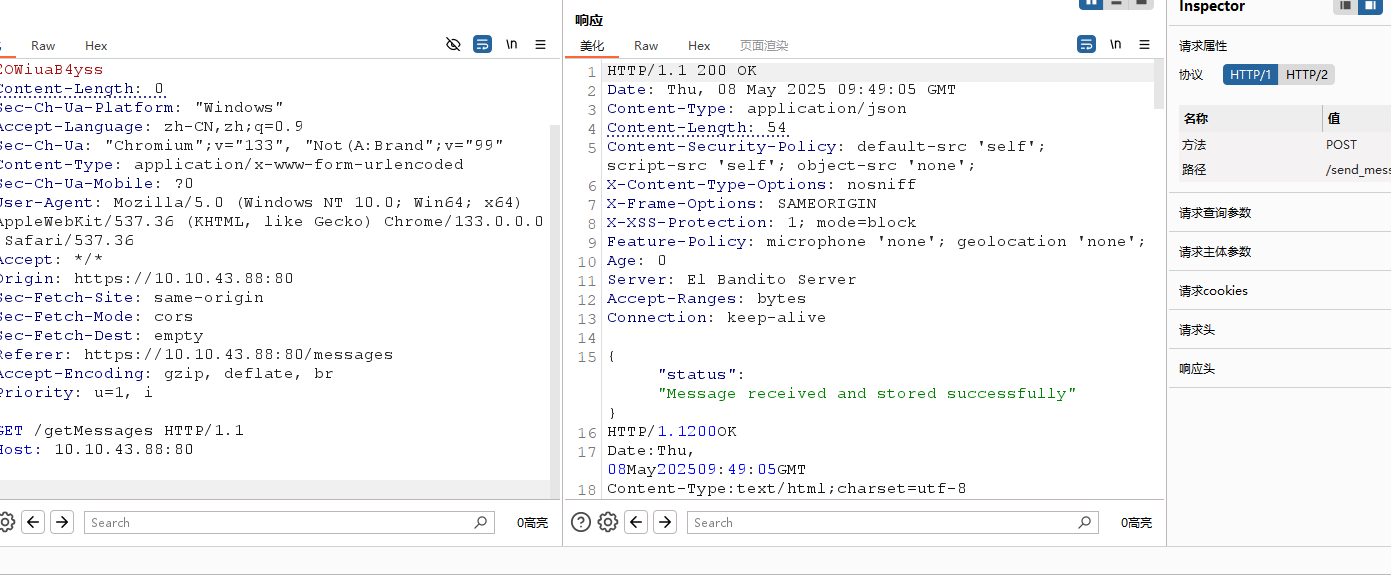 Raw Hex \n
EOWiuaB4yss
Content-Length: 0
Sec-Ch-Ua-Platform: "Windows"
Accept-Language: zh-CN,zh;q=0.9
Sec-Ch-Ua: "Chromium";v="133", "Not(A:Brand";v="99"
Content-Type: application/x-www-form-urlencoded
Sec-Ch-Ua-Mobile: ?0
User-Agent: Mozilla/5.0 (Windows NT 10.0; Win64; x64)
AppleWebKit/537.36 (KHTML, like Gecko) Chrome/133.0.0.0
Safari/537.36
Accept: */*
Origin: https://10.10.43.88:80
Sec-Fetch-Site: same-origin
Sec-Fetch-Mode: cors
Sec-Fetch-Dest: empty
Referer: https://10.10.43.88:80/messages
Accept-Encoding: gzip, deflate, br
Priority: u=1, i
GET /getMessages HTTP/1.1
Host: 10.10.43.88:80
Search 0高亮
响应
美化 Raw Hex 页面渲染 \n
1 HTTP/1.1 200 OK
2 Date: Thu, 08 May 2025 09:49:05 GMT
3 Content-Type: application/json
4 Content-Length: 54
5 Content-Security-Policy: default-src 'self';
script-src 'self'; object-src 'none';
6 X-Content-Type-Options: nosniff
7 X-Frame-Options: SAMEORIGIN
8 X-XSS-Protection: 1; mode=block
9 Feature-Policy: microphone 'none'; geolocation 'none';
10 Age: 0
11 Server: El Bandito Server
12 Accept-Ranges: bytes
13 Connection: keep-alive
14
15 {
"status":
"Message received and stored successfully"
}
16 HTTP/1.1200OK
17 Date:Thu,
08May202509:49:05GMT
18 Content-Type:text/html;charset=utf-8
Search 0高亮
Inspector
请求属性
协议 HTTP/1 HTTP/2
名称 值
方法 POST
路径 /send_mess
请求查询参数
请求主体参数
请求cookies
请求头
响应头